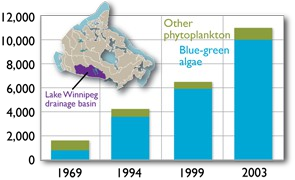 12,000
10,000
8,000
6,000
4,000
2,000
0
Other
phytoplankton
Blue-green
algae
Lake Winnipeg
drainage basin
1969 1994 1999 2003